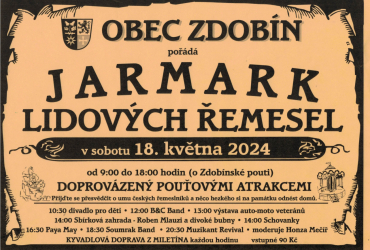 OBEC ZDOBÍN
pořádá
JARMARK
LIDOVÝCH ŘEMESEL
v sobotu 18. května 2024
od 9:00 do 18:00 hodin (o Zdobínské pouti)
DOPROVÁZENÝ POUŤOVÝMI ATRAKCEMI
Přijďte se přesvědčit o umu českých řemeslníků a něco hezkého si na památku odnést domů.
10:30 divadlo pro děti - 12:00 B&C Band - 13:00 výstava auto-moto veteránů
14:00 Sbírková zahrada - Roben Mlauzi a divoké bubny - 14:00 Schovanky
16:30 Paya May - 18:30 Soumrak Band - 20:30 Muzikant Revival - moderuje Honza Mečíř
KYVADLOVÁ DOPRAVA Z MILETÍNA každou hodinu vstupné 90 Kč